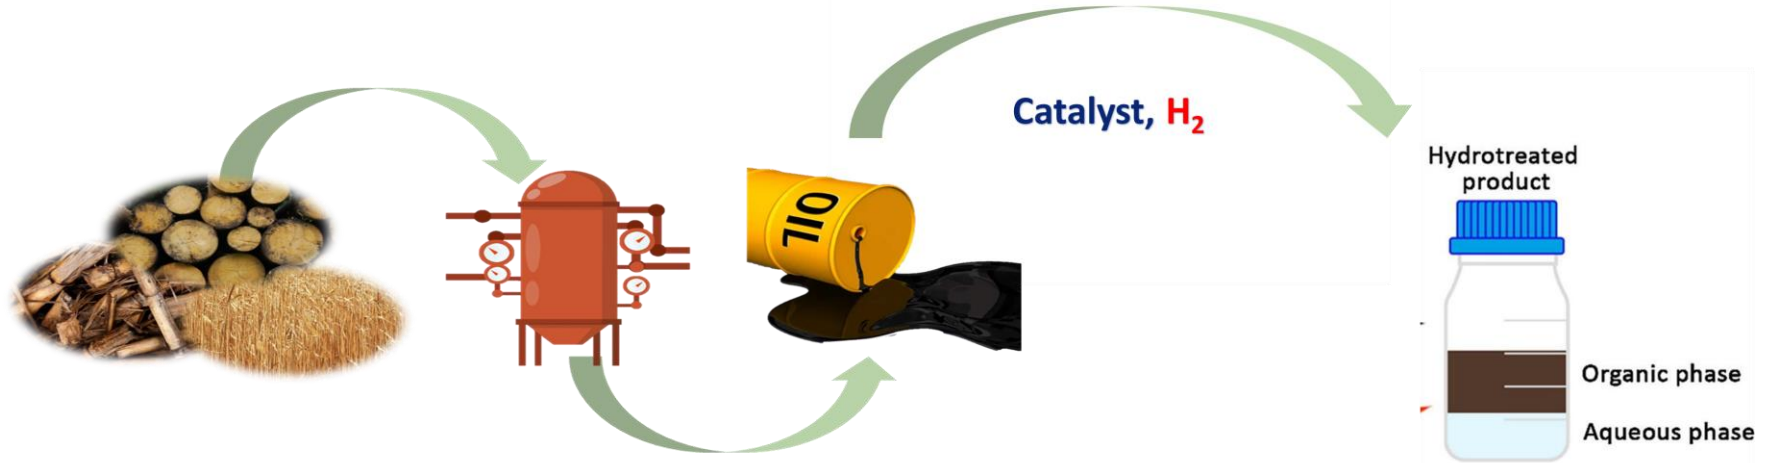 Catalyst, H₂
OIL
Hydrotreated
product
Organic phase
Aqueous phase